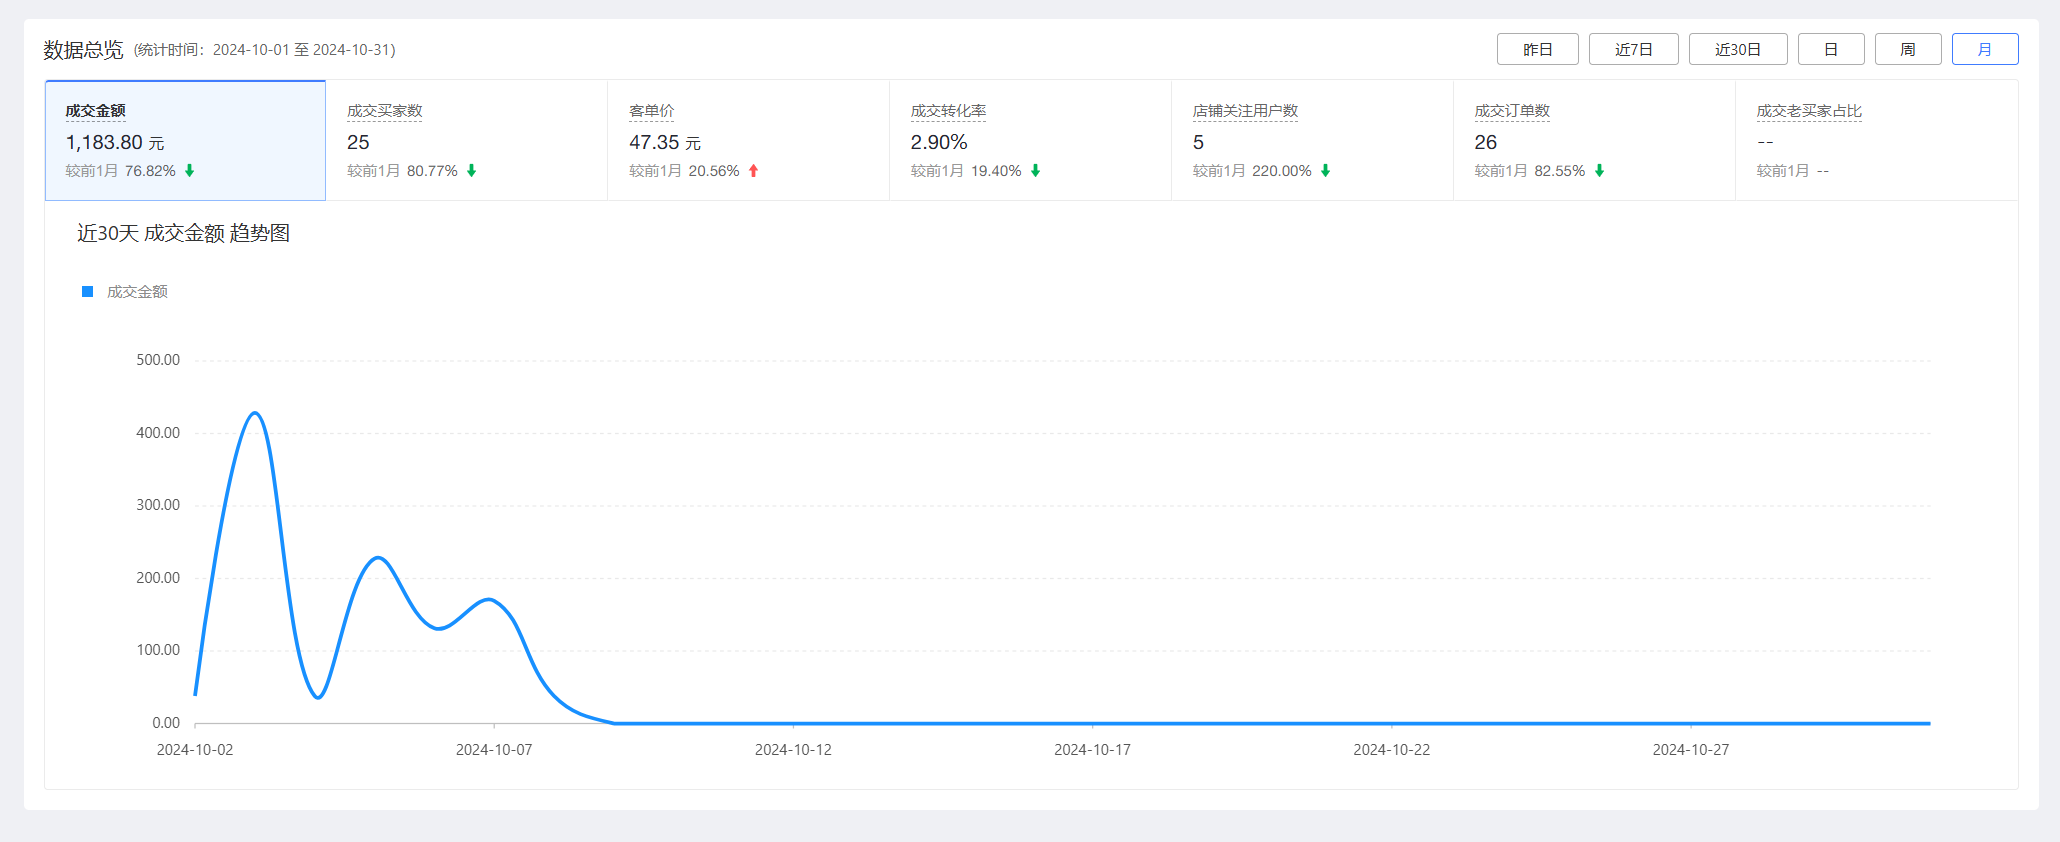 数据总览 (统计时间：2024-10-01 至 2024-10-31)
昨日 近7日 近30日 日 周 月
成交金额 成交买家数 客单价 成交转化率 店铺关注用户数 成交订单数 成交老买家占比
1,183.80 元 25 47.35 元 2.90% 5 26 --
较前1月 76.82% 较前1月 80.77% 较前1月 20.56% 较前1月 19.40% 较前1月 220.00% 较前1月 82.55% 较前1月 --
近30天 成交金额 趋势图
成交金额
500.00
400.00
300.00
200.00
100.00
0.00
2024-10-02 2024-10-07 2024-10-12 2024-10-17 2024-10-22 2024-10-27